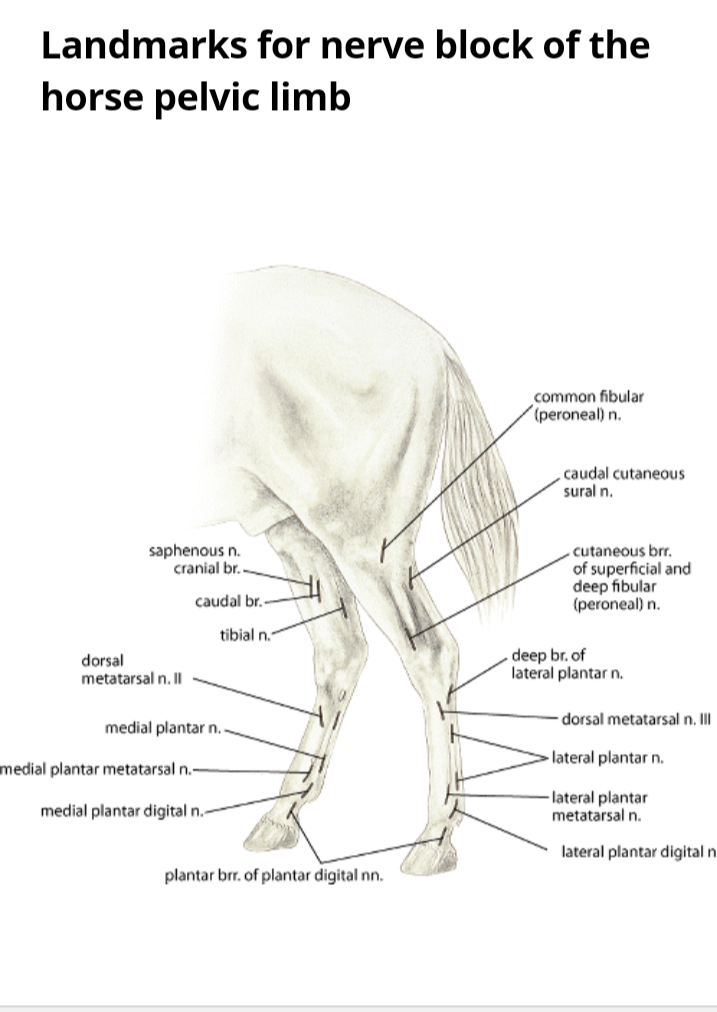 Landmarks for nerve block of the
horse pelvic limb
common fibular
(peroneal) n.
caudal cutaneous
sural n.
saphenous n.
cranial br.
caudal br.
tibial n.
cutaneous brr.
of superficial and
deep fibular
(peroneal) n.
dorsal
metatarsal n. II
medial plantar n.
medial plantar metatarsal n.
medial plantar digital n.
deep br. of
lateral plantar n.
dorsal metatarsal n. III
lateral plantar n.
lateral plantar
metatarsal n.
lateral plantar digital n
plantar brr. of plantar digital nn.